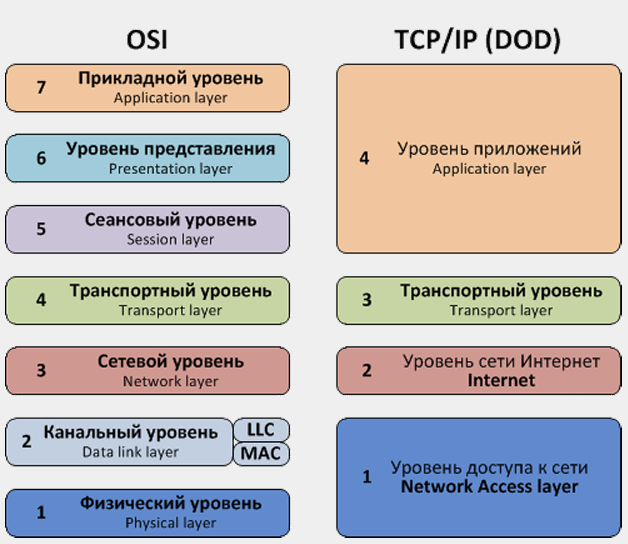 OSI
7
Прикладной уровень
Application layer
6
Уровень представления
Presentation layer
5
Сеансовый уровень
Session layer
4
Транспортный уровень
Transport layer
3
Сетевой уровень
Network layer
2
Канальный уровень
Data link layer
LLC
MAC
1
Физический уровень
Physical layer
TCP/IP (DOD)
4
Уровень приложений
Application layer
3
Транспортный уровень
Transport layer
2
Уровень сети Интернет
Internet
1
Уровень доступа к сети
Network Access layer